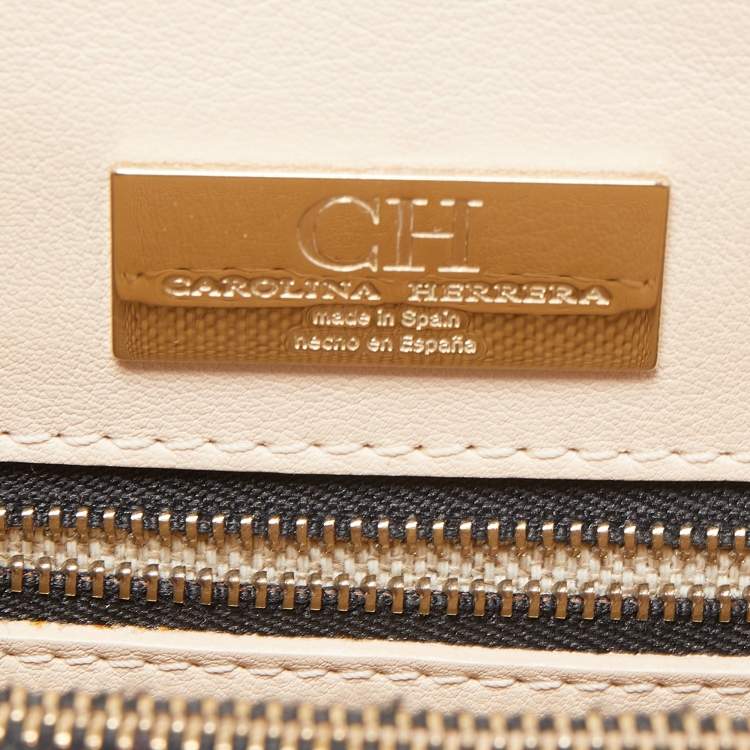 CH
CAROLINA HERRERA
made in Spain
hecho en España